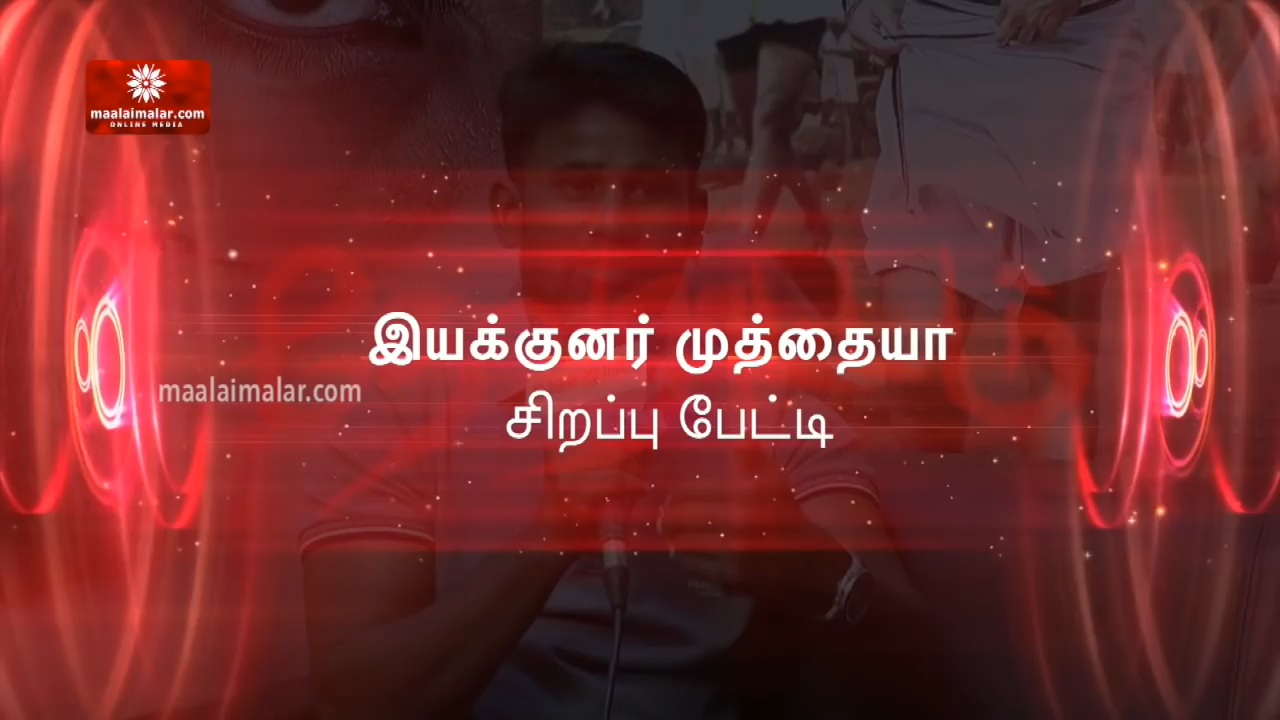 maalaimalar.com
ONLINE MEDIA
இயக்குனர் முத்தையா
maalaimalar.com
சிறப்பு பேட்டி